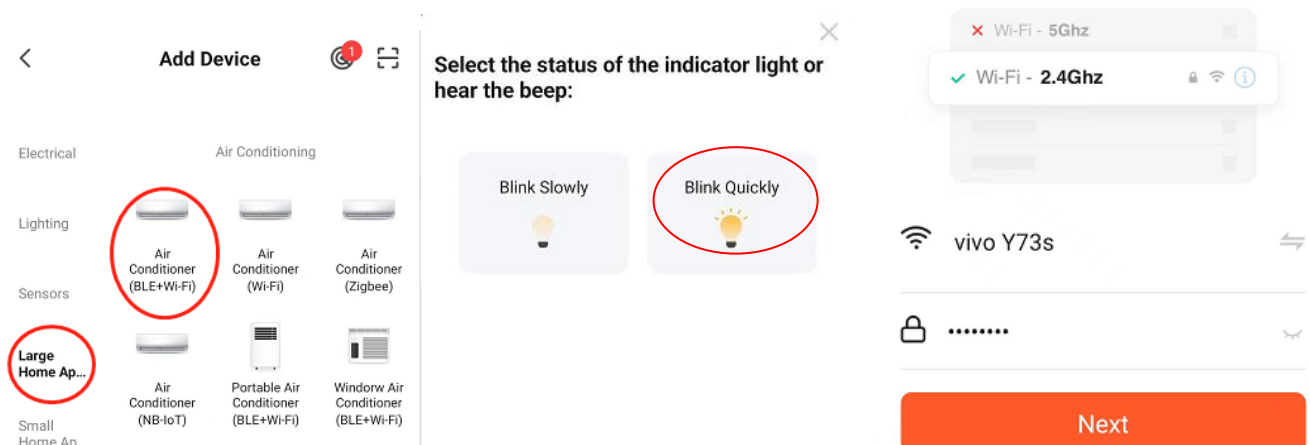 Add Device
1
Electrical
Air Conditioning
Lighting
Air
Conditioner
(BLE+Wi-Fi)
Air
Conditioner
(Wi-Fi)
Air
Conditioner
(Zigbee)
Sensors
Large
Home Ap...
Air
Conditioner
(NB-IoT)
Portable Air
Conditioner
(BLE+Wi-Fi)
Windorw Air
Conditioner
(BLE+Wi-Fi)
Small
Home Ap
Select the status of the indicator light or
hear the beep:
Blink Slowly
Blink Quickly
Wi-Fi - 5Ghz
Wi-Fi - 2.4Ghz
vivo Y73s
••••••••
Next